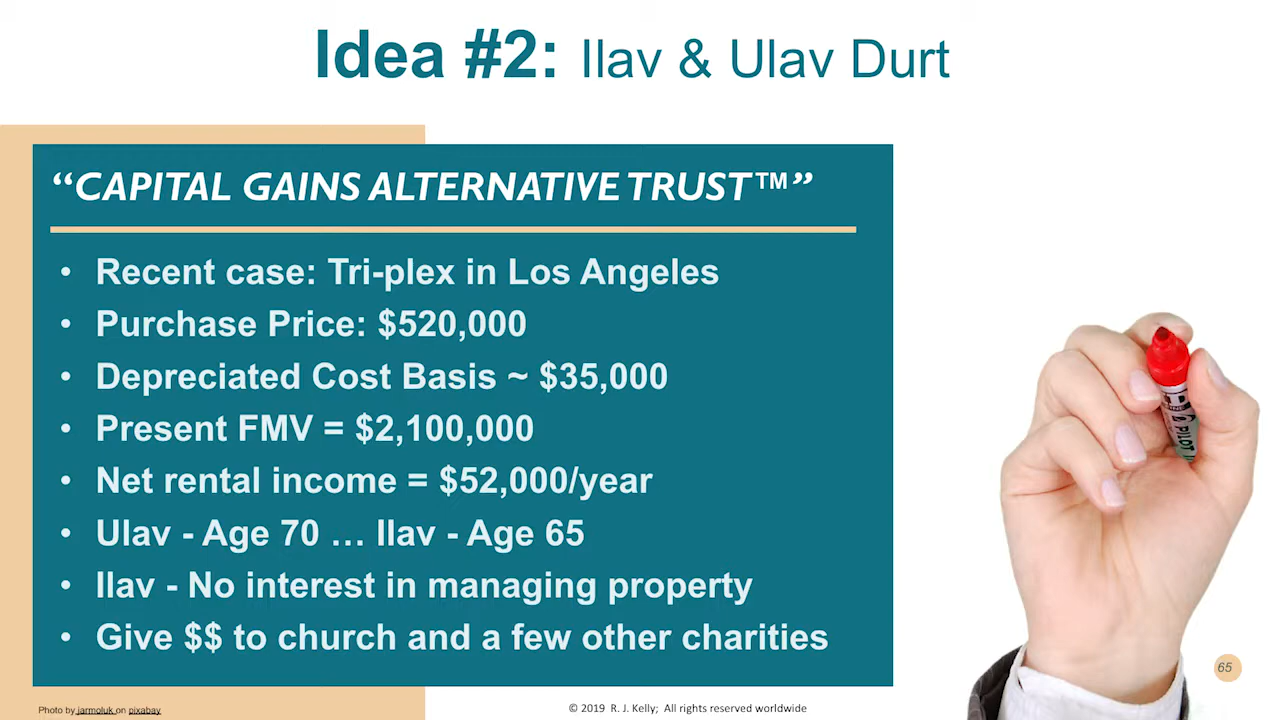 Idea #2: Ilav & Ulav Durt
“CAPITAL GAINS ALTERNATIVE TRUST™”
• Recent case: Tri-plex in Los Angeles
• Purchase Price: $520,000
• Depreciated Cost Basis ~ $35,000
• Present FMV = $2,100,000
• Net rental income = $52,000/year
• Ulav - Age 70 … Ilav - Age 65
• Ilav - No interest in managing property
• Give $$ to church and a few other charities
PILOT
65
Photo by jarmoluk on pixabay
© 2019 R. J. Kelly; All rights reserved worldwide